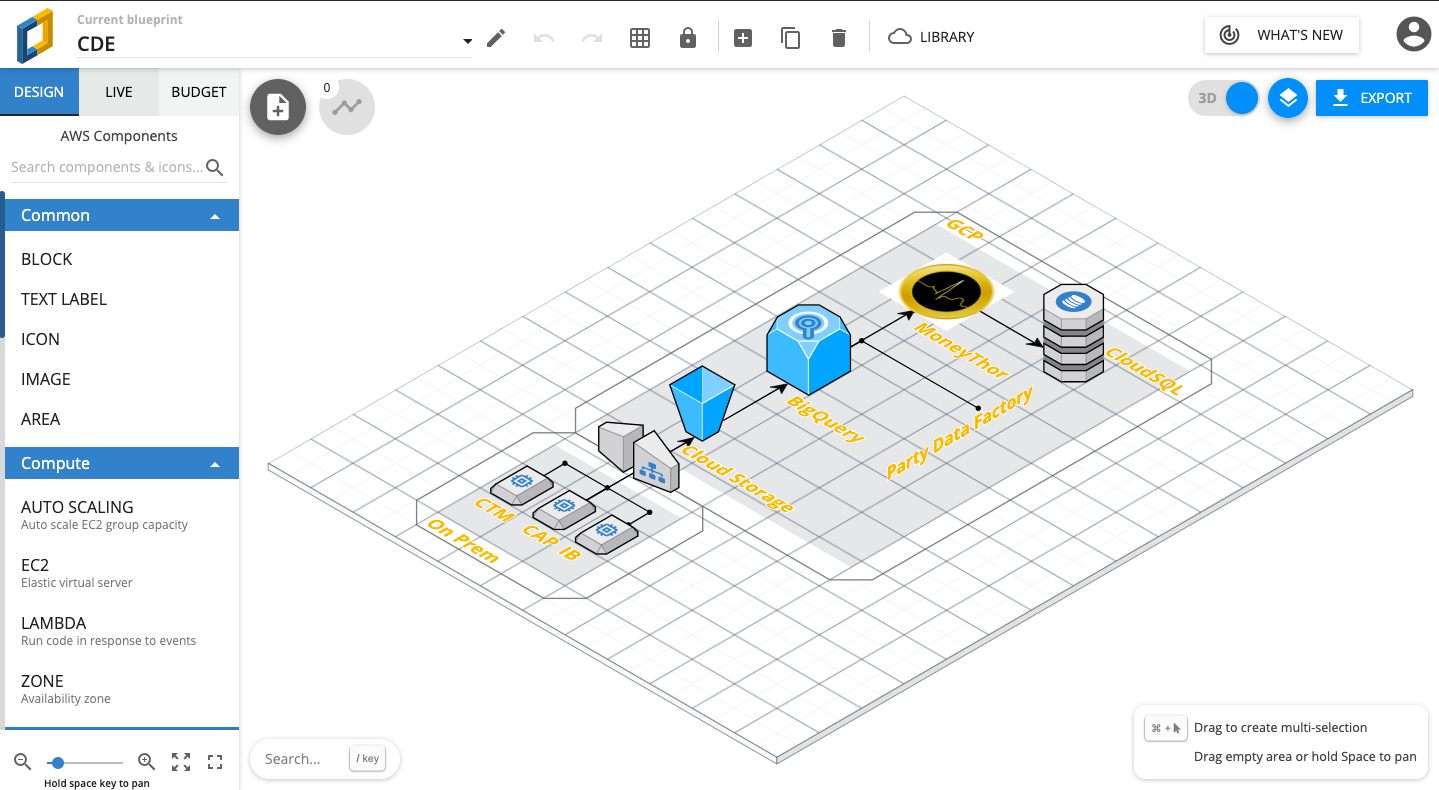 Current blueprint
CDE
LIBRARY
WHAT'S NEW
DESIGN
LIVE
BUDGET
AWS Components
Search components & icons...
Common
BLOCK
TEXT LABEL
ICON
IMAGE
AREA
Compute
AUTO SCALING
Auto scale EC2 group capacity
EC2
Elastic virtual server
LAMBDA
Run code in response to events
ZONE
Availability zone
Hold space key to pan
0
3D
EXPORT
GCP
MoneyThor
CloudSQL
BigQuery
Party Data Factory
Cloud Storage
CTM
CAP IB
On Prem
Search...
/ key
⌘ +
Drag to create multi-selection
Drag empty area or hold Space to pan